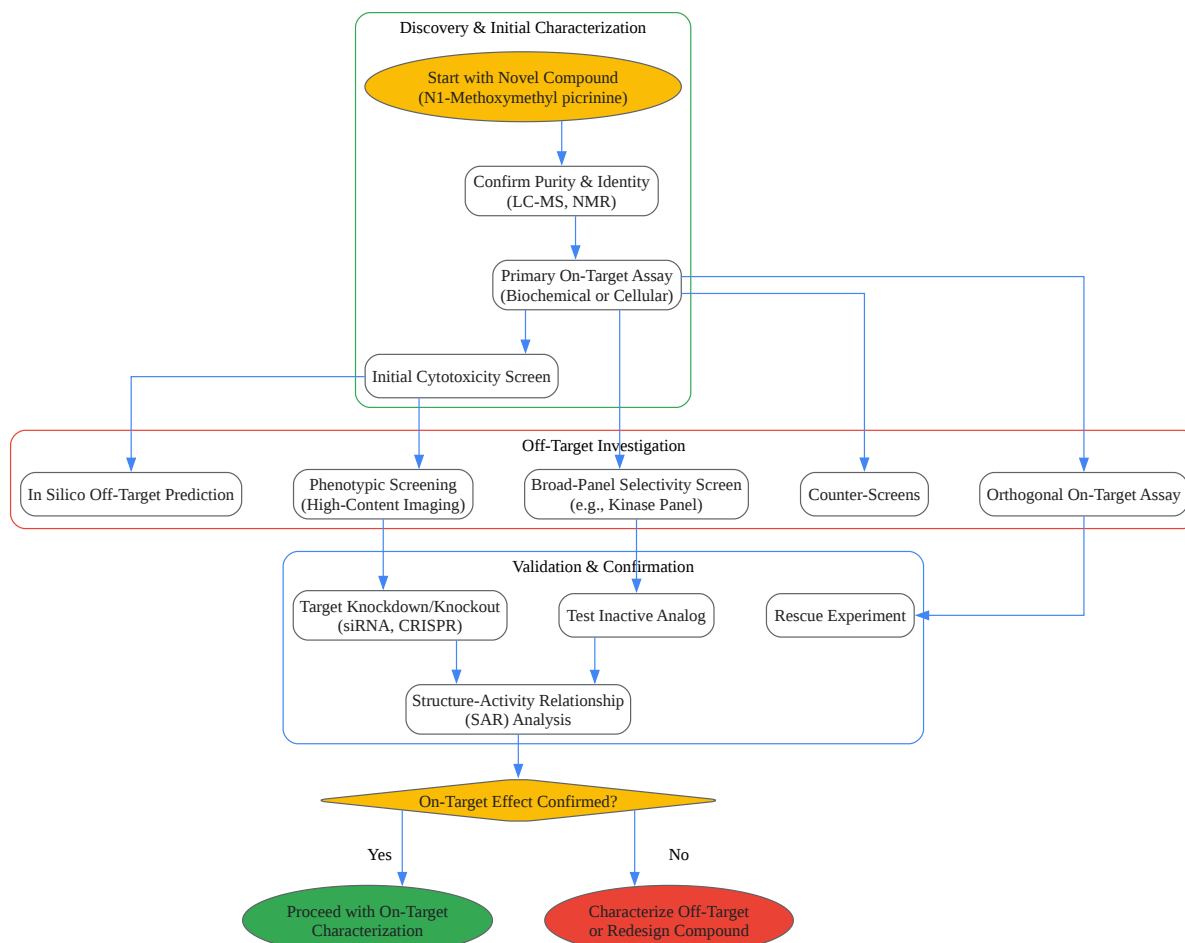 Discovery & Initial Characterization
Start with Novel Compound
(N1-Methoxymethyl picrinine)
Confirm Purity & Identity
(LC-MS, NMR)
Primary On-Target Assay
(Biochemical or Cellular)
Initial Cytotoxicity Screen
Off-Target Investigation
In Silico Off-Target Prediction
Phenotypic Screening
(High-Content Imaging)
Broad-Panel Selectivity Screen
(e.g., Kinase Panel)
Counter-Screens
Orthogonal On-Target Assay
Validation & Confirmation
Target Knockdown/Knockout
(siRNA, CRISPR)
Test Inactive Analog
Rescue Experiment
Structure-Activity Relationship
(SAR) Analysis
On-Target Effect Confirmed?
Yes
No
Proceed with On-Target
Characterization
Characterize Off-Target
or Redesign Compound